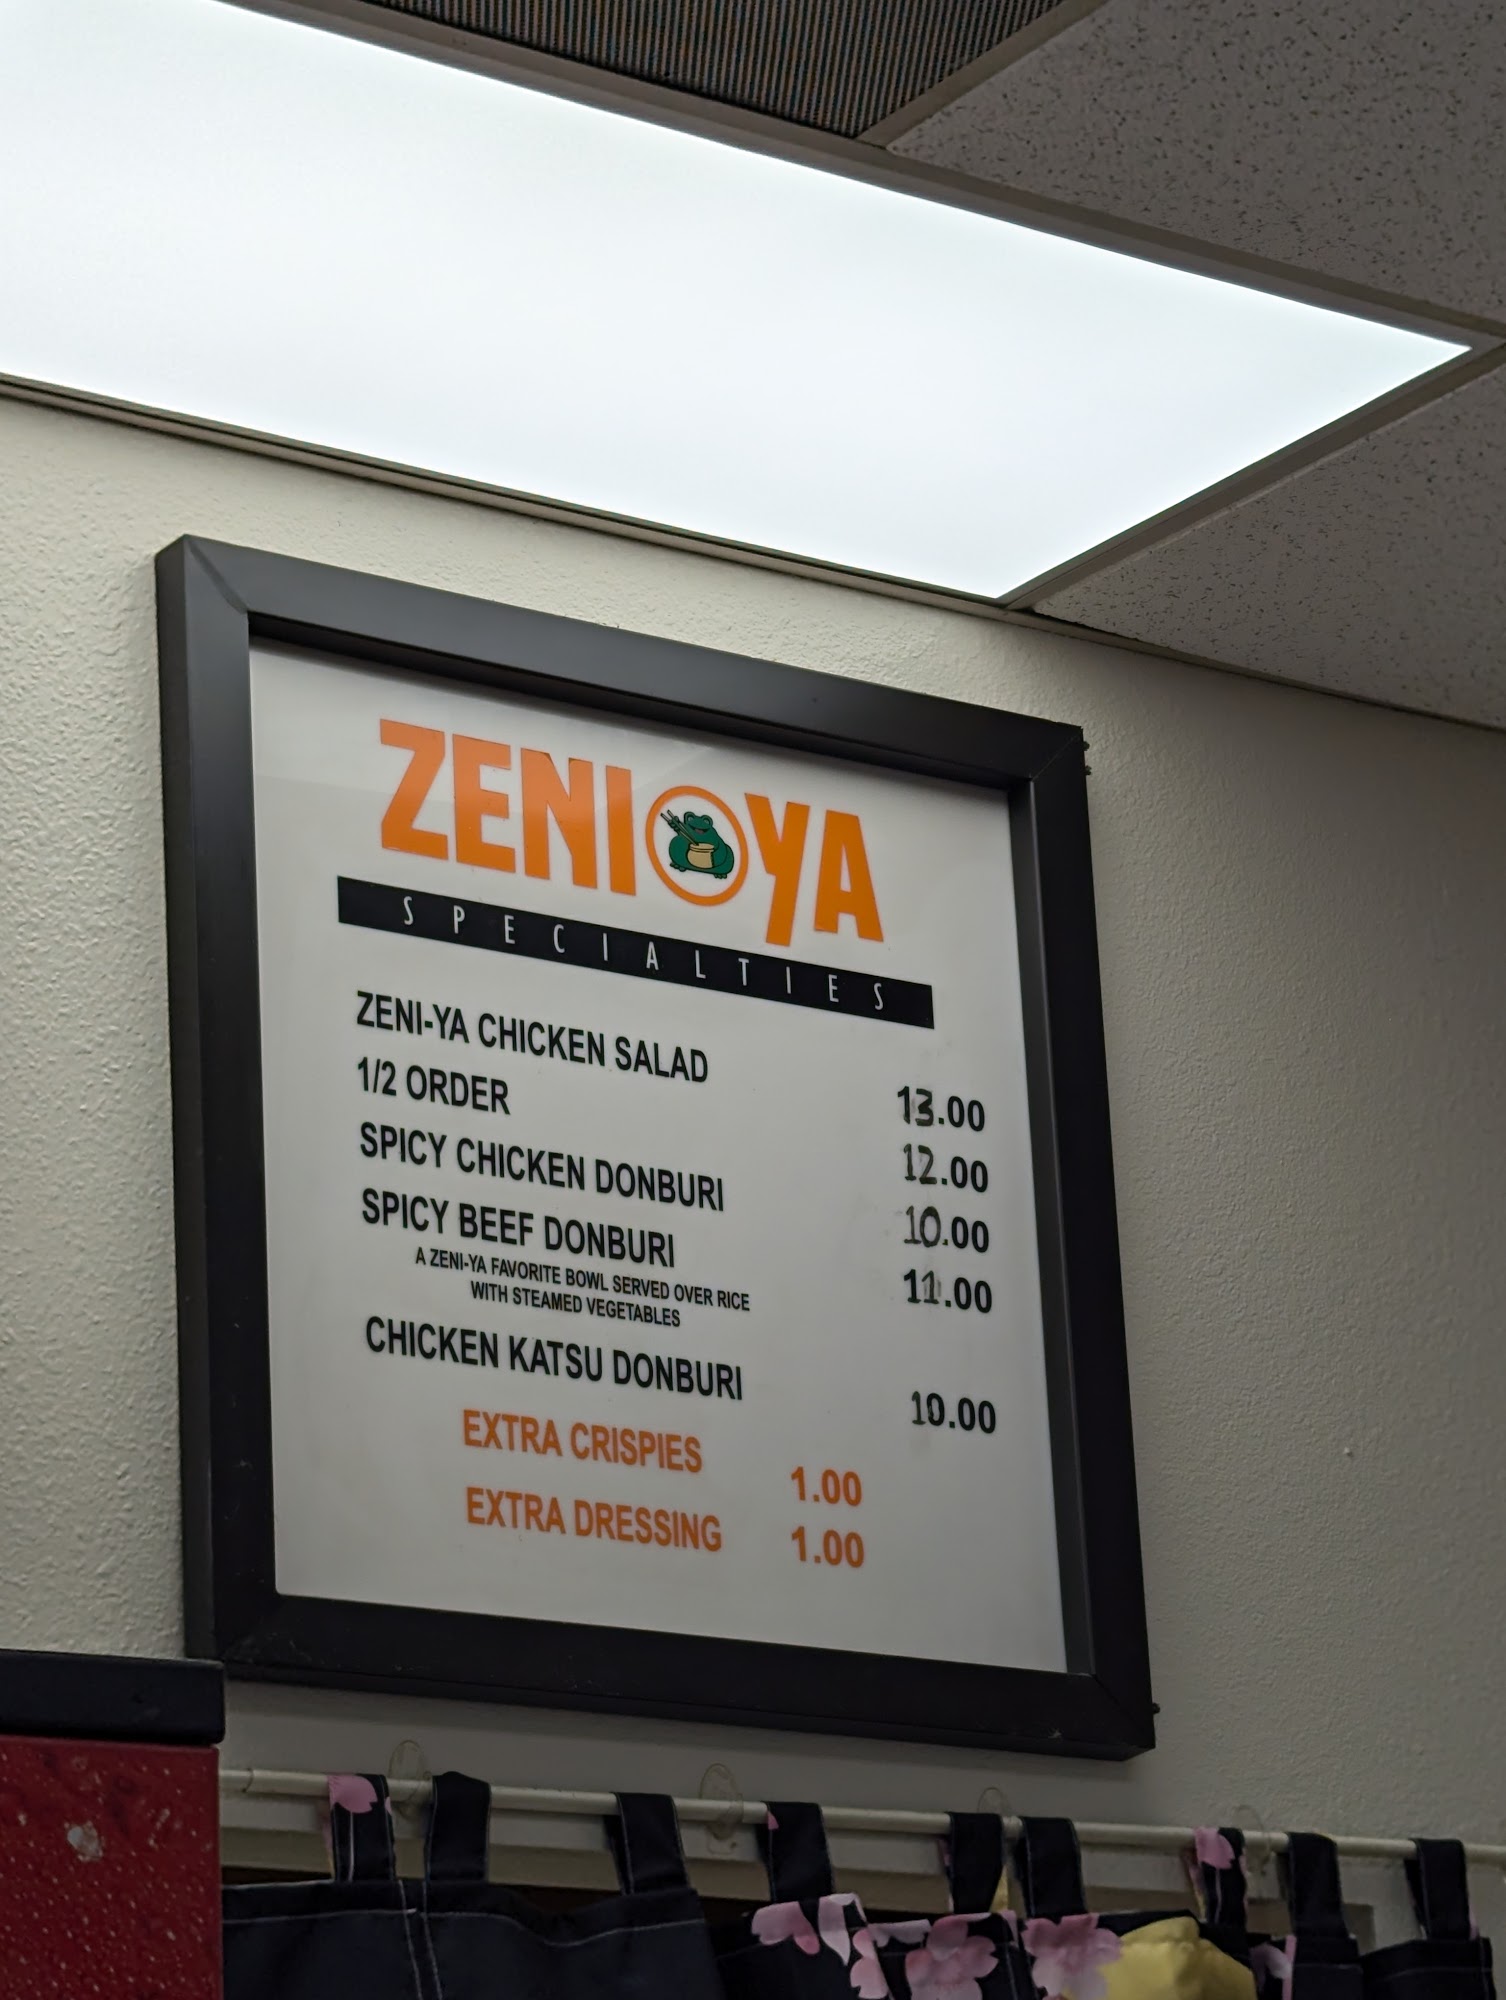 ZENI YA
SPECIALTIES
ZENI-YA CHICKEN SALAD 13.00
1/2 ORDER 12.00
SPICY CHICKEN DONBURI 10.00
SPICY BEEF DONBURI 11.00
A ZENI-YA FAVORITE BOWL SERVED OVER RICE
WITH STEAMED VEGETABLES
CHICKEN KATSU DONBURI 10.00
EXTRA CRISPIES 1.00
EXTRA DRESSING 1.00